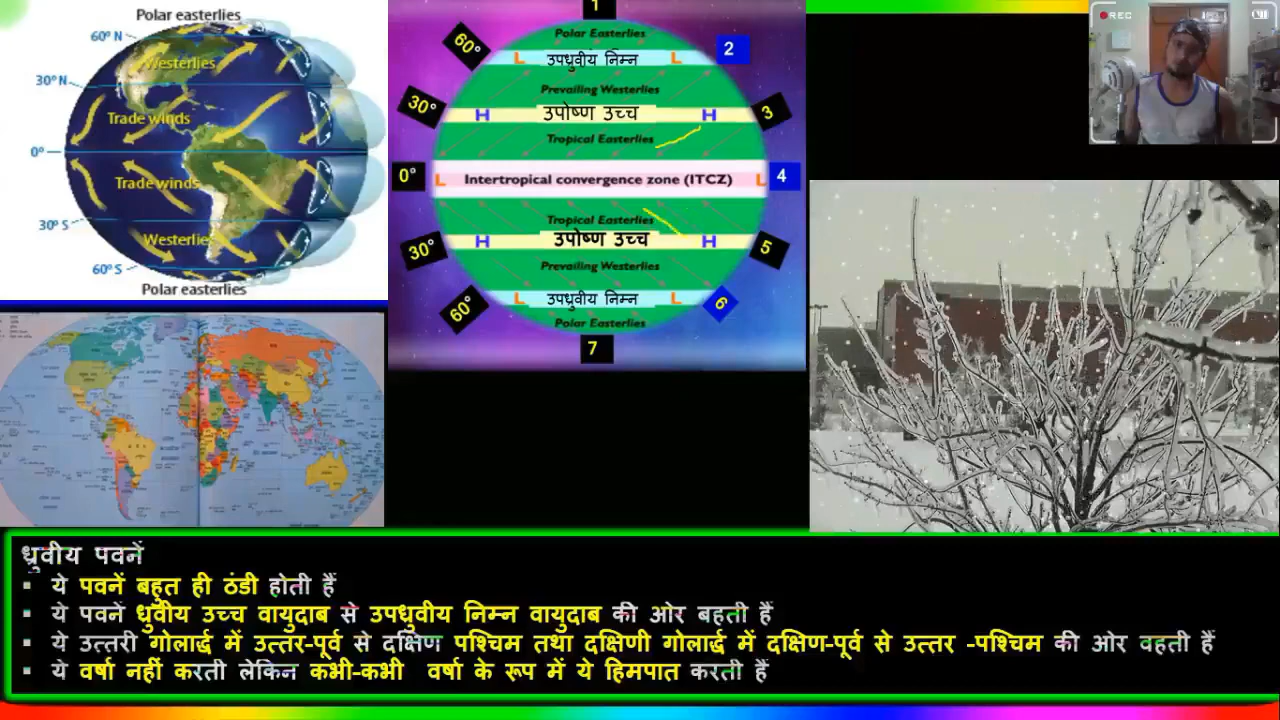 Polar easterlies
60° N
Westerlies
30° N
Trade winds
0°
Trade winds
30° S
Westerlies
60° S
Polar easterlies
1
Polar Easterlies
60°
L उपध्रुवीय निम्न L
2
Prevailing Westerlies
30°
H उपोष्ण उच्च H
3
Tropical Easterlies
0°
L Intertropical convergence zone (ITCZ) L
4
Tropical Easterlies
30°
H उपोष्ण उच्च H
5
Prevailing Westerlies
60°
L उपध्रुवीय निम्न L
6
Polar Easterlies
7
REC
ध्रुवीय पवनें
▪ ये पवनें बहुत ही ठंडी होती हैं
▪ ये पवनें ध्रुवीय उच्च वायुदाब से उपध्रुवीय निम्न वायुदाब की ओर बहती हैं
▪ ये उत्तरी गोलार्द्ध में उत्तर-पूर्व से दक्षिण पश्चिम तथा दक्षिणी गोलार्द्ध में दक्षिण-पूर्व से उत्तर -पश्चिम की ओर वहती हैं
▪ ये वर्षा नहीं करती लेकिन कभी-कभी वर्षा के रूप में ये हिमपात करती हैं